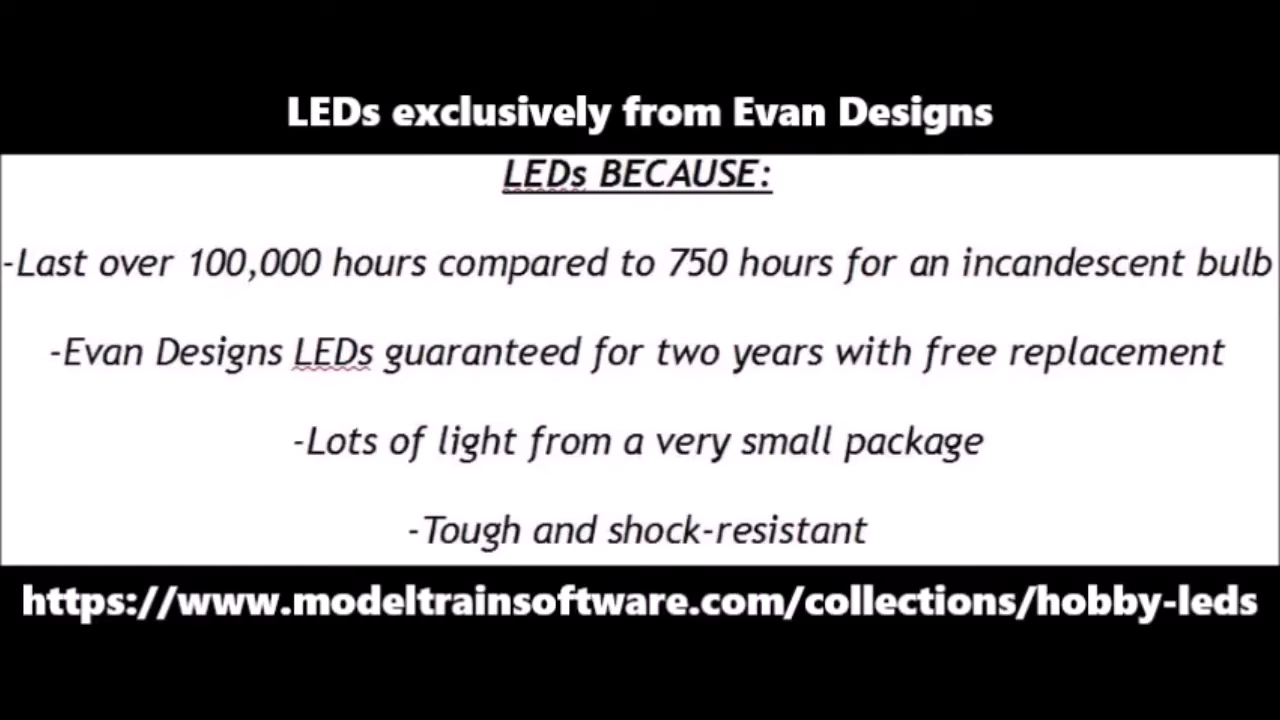 LEDs exclusively from Evan Designs
LEDs BECAUSE:
-Last over 100,000 hours compared to 750 hours for an incandescent bulb
-Evan Designs LEDs guaranteed for two years with free replacement
-Lots of light from a very small package
-Tough and shock-resistant
https://www.modeltrainsoftware.com/collections/hobby-leds